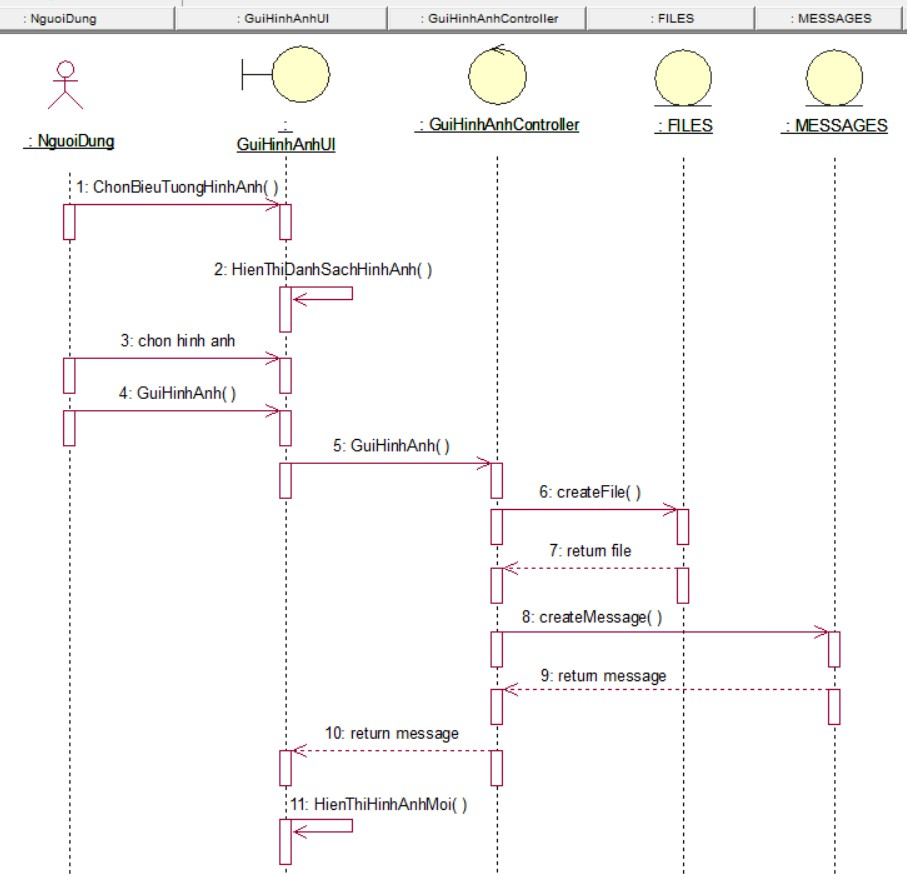 : NguoiDung
: GuiHinhAnhUI
: GuiHinhAnhController
: FILES
: MESSAGES
: NguoiDung
:
GuiHinhAnhUI
: GuiHinhAnhController
: FILES
: MESSAGES
1: ChonBieuTuongHinhAnh( )
2: HienThiDanhSachHinhAnh( )
3: chon hinh anh
4: GuiHinhAnh( )
5: GuiHinhAnh( )
6: createFile( )
7: return file
8: createMessage( )
9: return message
10: return message
11: HienThiHinhAnhMoi( )